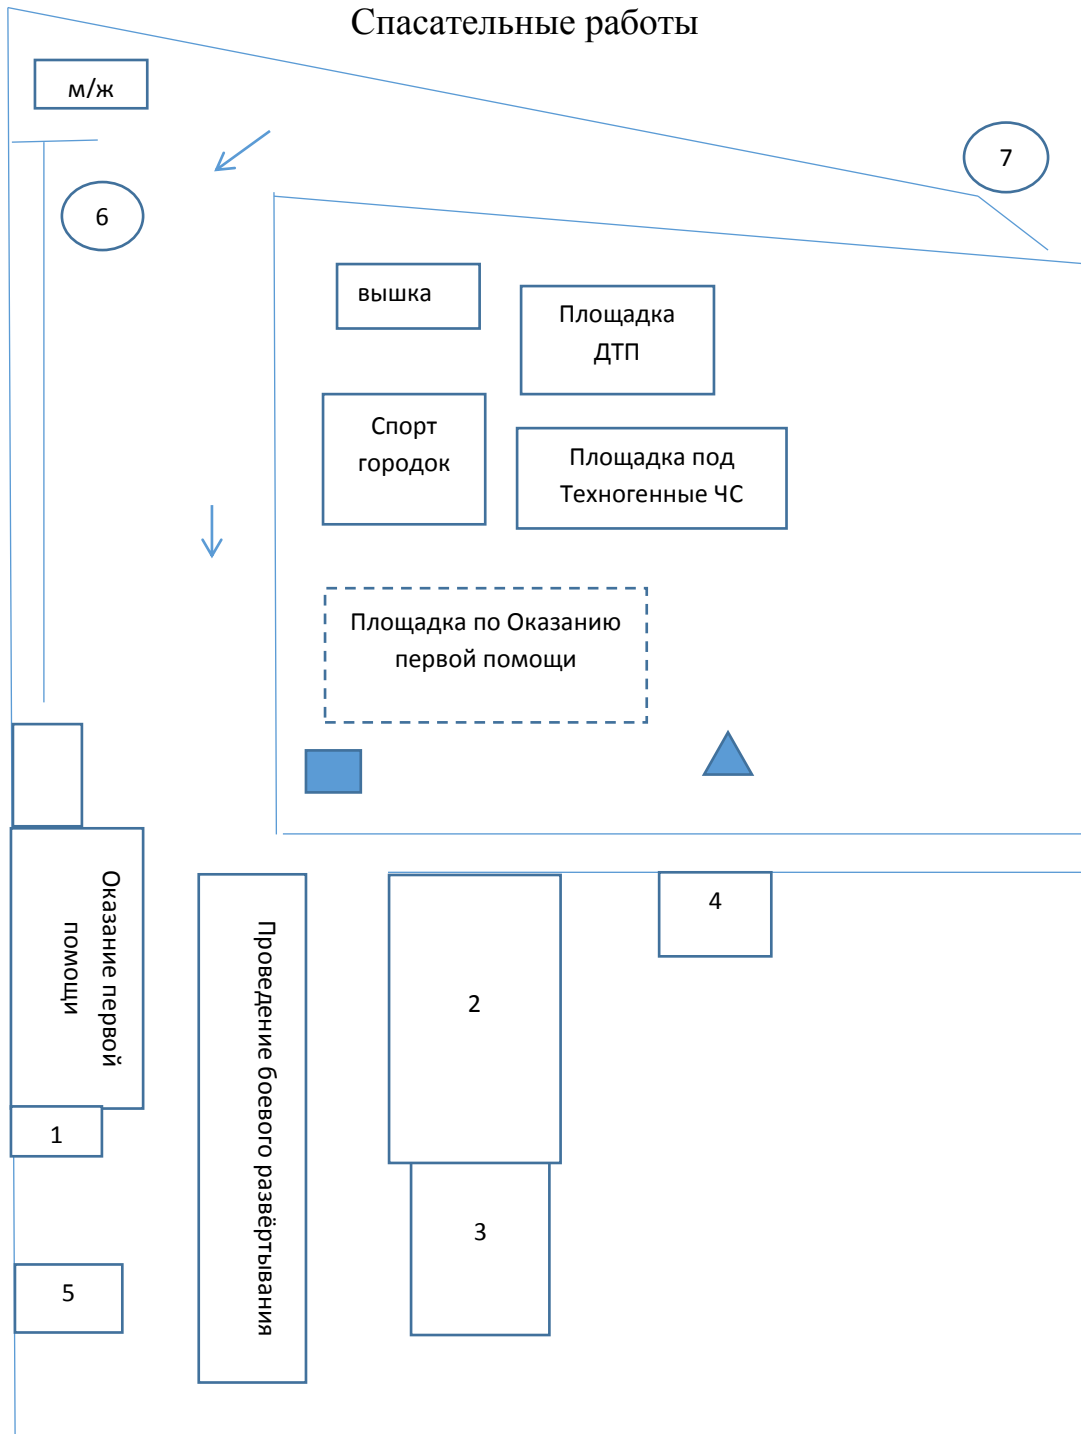 Спасательные работы
м/ж
7
6
вышка
Площадка
ДТП
Спорт
городок
Площадка под
Техногенные ЧС
Площадка по Оказанию
первой помощи
Оказание первой
помощи
Проведение боевого развёртывания
4
2
1
3
5